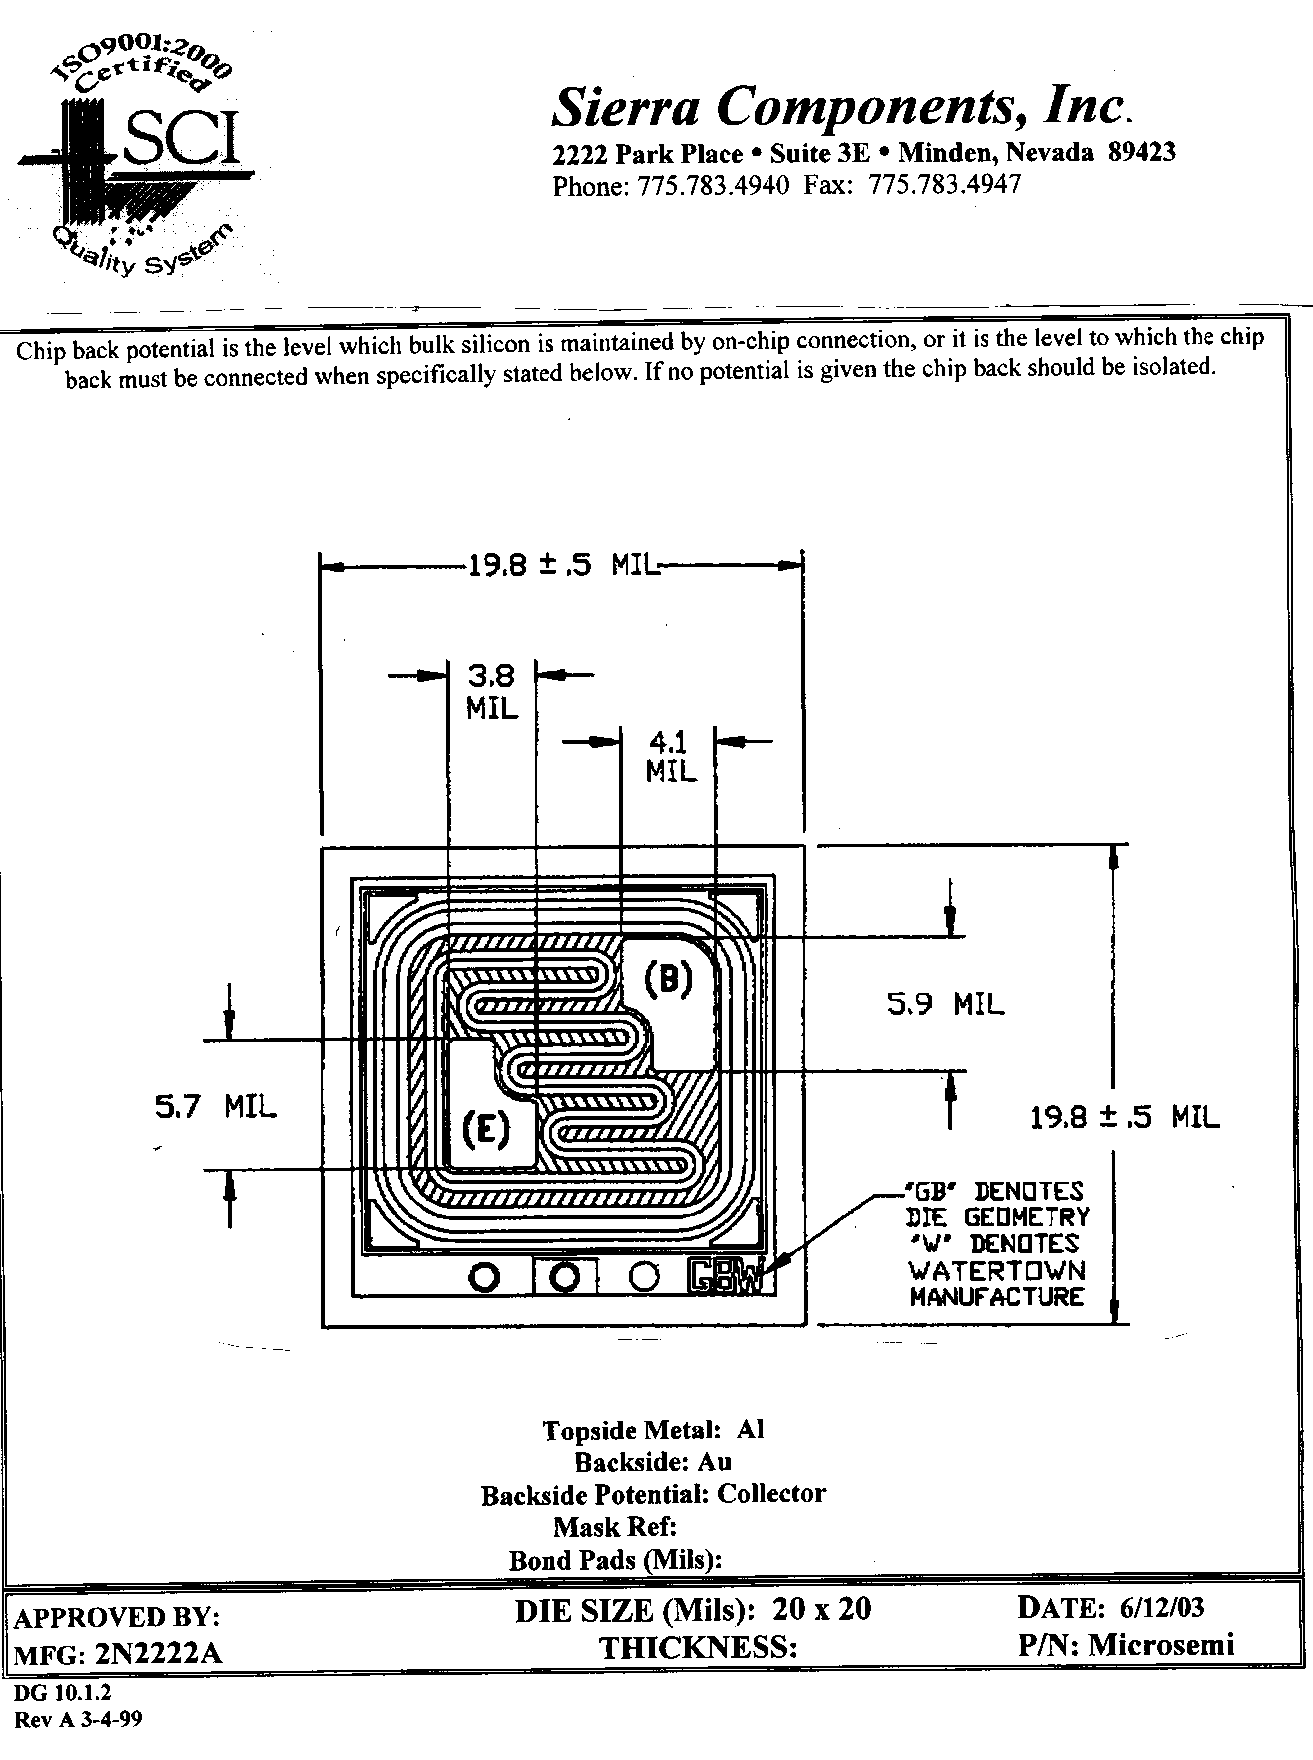 ISO9001:2000
Certified
SCI
Quality System
Sierra Components, Inc.
2222 Park Place • Suite 3E • Minden, Nevada 89423
Phone: 775.783.4940 Fax: 775.783.4947
Chip back potential is the level which bulk silicon is maintained by on-chip connection, or it is the level to which the chip
back must be connected when specifically stated below. If no potential is given the chip back should be isolated.
19.8 ± .5 MIL
3.8
MIL
4.1
MIL
(B)
5.9 MIL
5.7 MIL
(E)
19.8 ± .5 MIL
"GB" DENOTES
DIE GEOMETRY
"W" DENOTES
WATERTOWN
MANUFACTURE
GBW
Topside Metal: Al
Backside: Au
Backside Potential: Collector
Mask Ref:
Bond Pads (Mils):
APPROVED BY:
DIE SIZE (Mils): 20 x 20
DATE: 6/12/03
MFG: 2N2222A
THICKNESS:
P/N: Microsemi
DG 10.1.2
Rev A 3-4-99